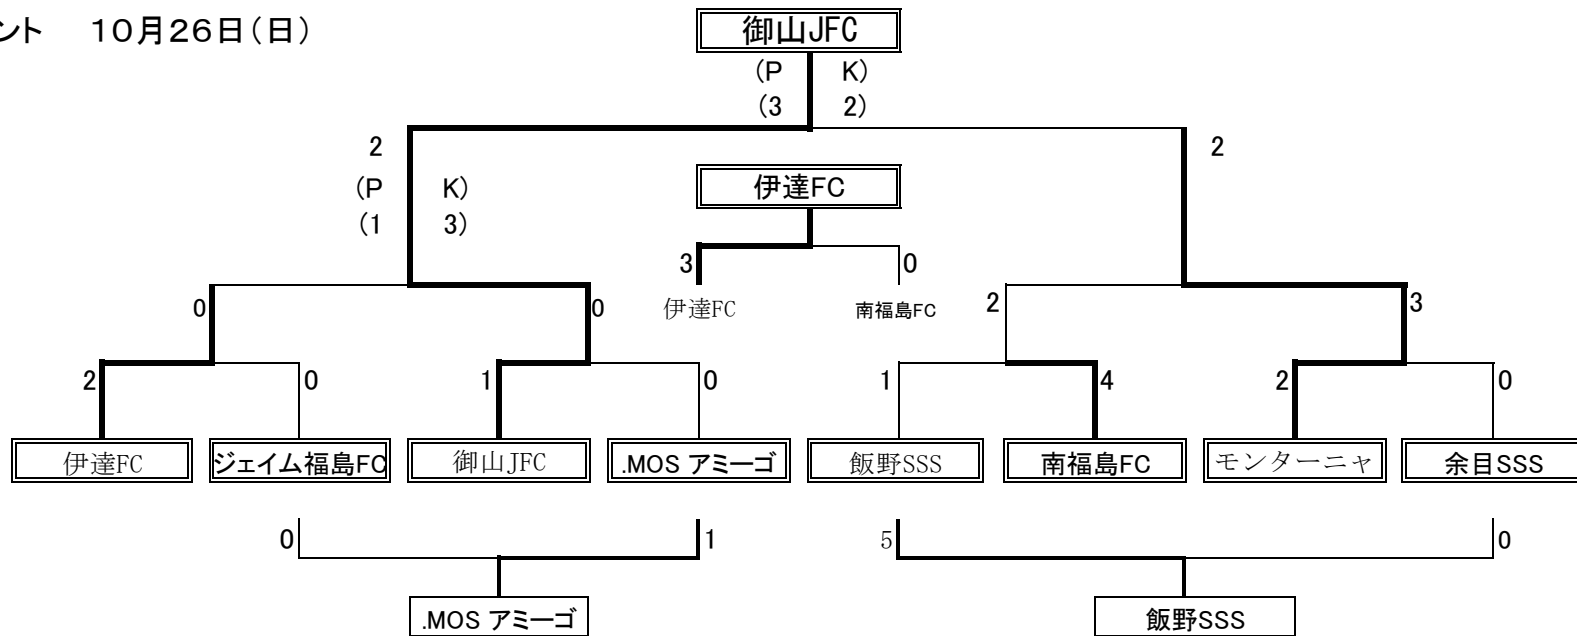 ント　１０月２６日（日）
御山JFC
（P　K）
（3　2）
2　2
（P　K）
（1　3）
伊達FC
3　0
伊達FC　南福島FC
0　0　2　3
2　0　1　0　1　4　2　0
伊達FC　ジェイム福島FC　御山JFC　.MOS アミーゴ　飯野SSS　南福島FC　モンターニャ　余目SSS
0　1　5　0
.MOS アミーゴ　飯野SSS